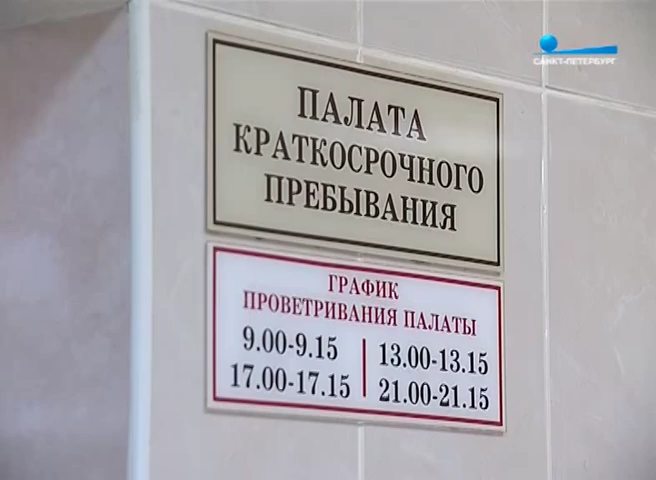 САНКТ-ПЕТЕРБУРГ
ПАЛАТА
КРАТКОСРОЧНОГО
ПРЕБЫВАНИЯ
ГРАФИК
ПРОВЕТРИВАНИЯ ПАЛАТЫ
9.00-9.15 13.00-13.15
17.00-17.15 21.00-21.15